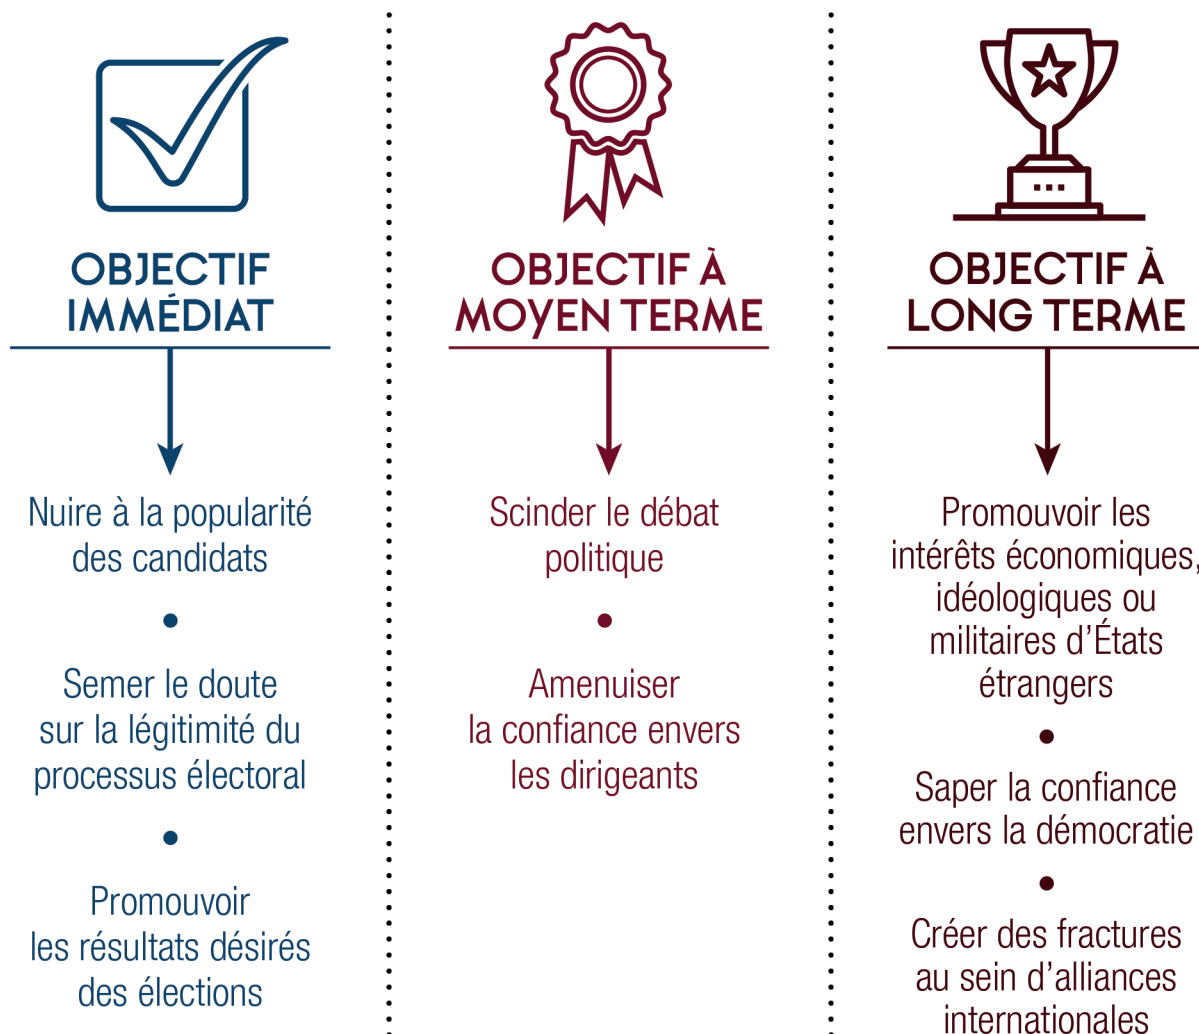 OBJECTIF
IMMÉDIAT
Nuire à la popularité
des candidats
•
Semer le doute
sur la légitimité du
processus électoral
•
Promouvoir
les résultats désirés
des élections
OBJECTIF À
MOYEN TERME
Scinder le débat
politique
•
Amenuiser
la confiance envers
les dirigeants
OBJECTIF À
LONG TERME
Promouvoir les
intérêts économiques,
idéologiques ou
militaires d’États
étrangers
•
Saper la confiance
envers la démocratie
•
Créer des fractures
au sein d’alliances
internationales